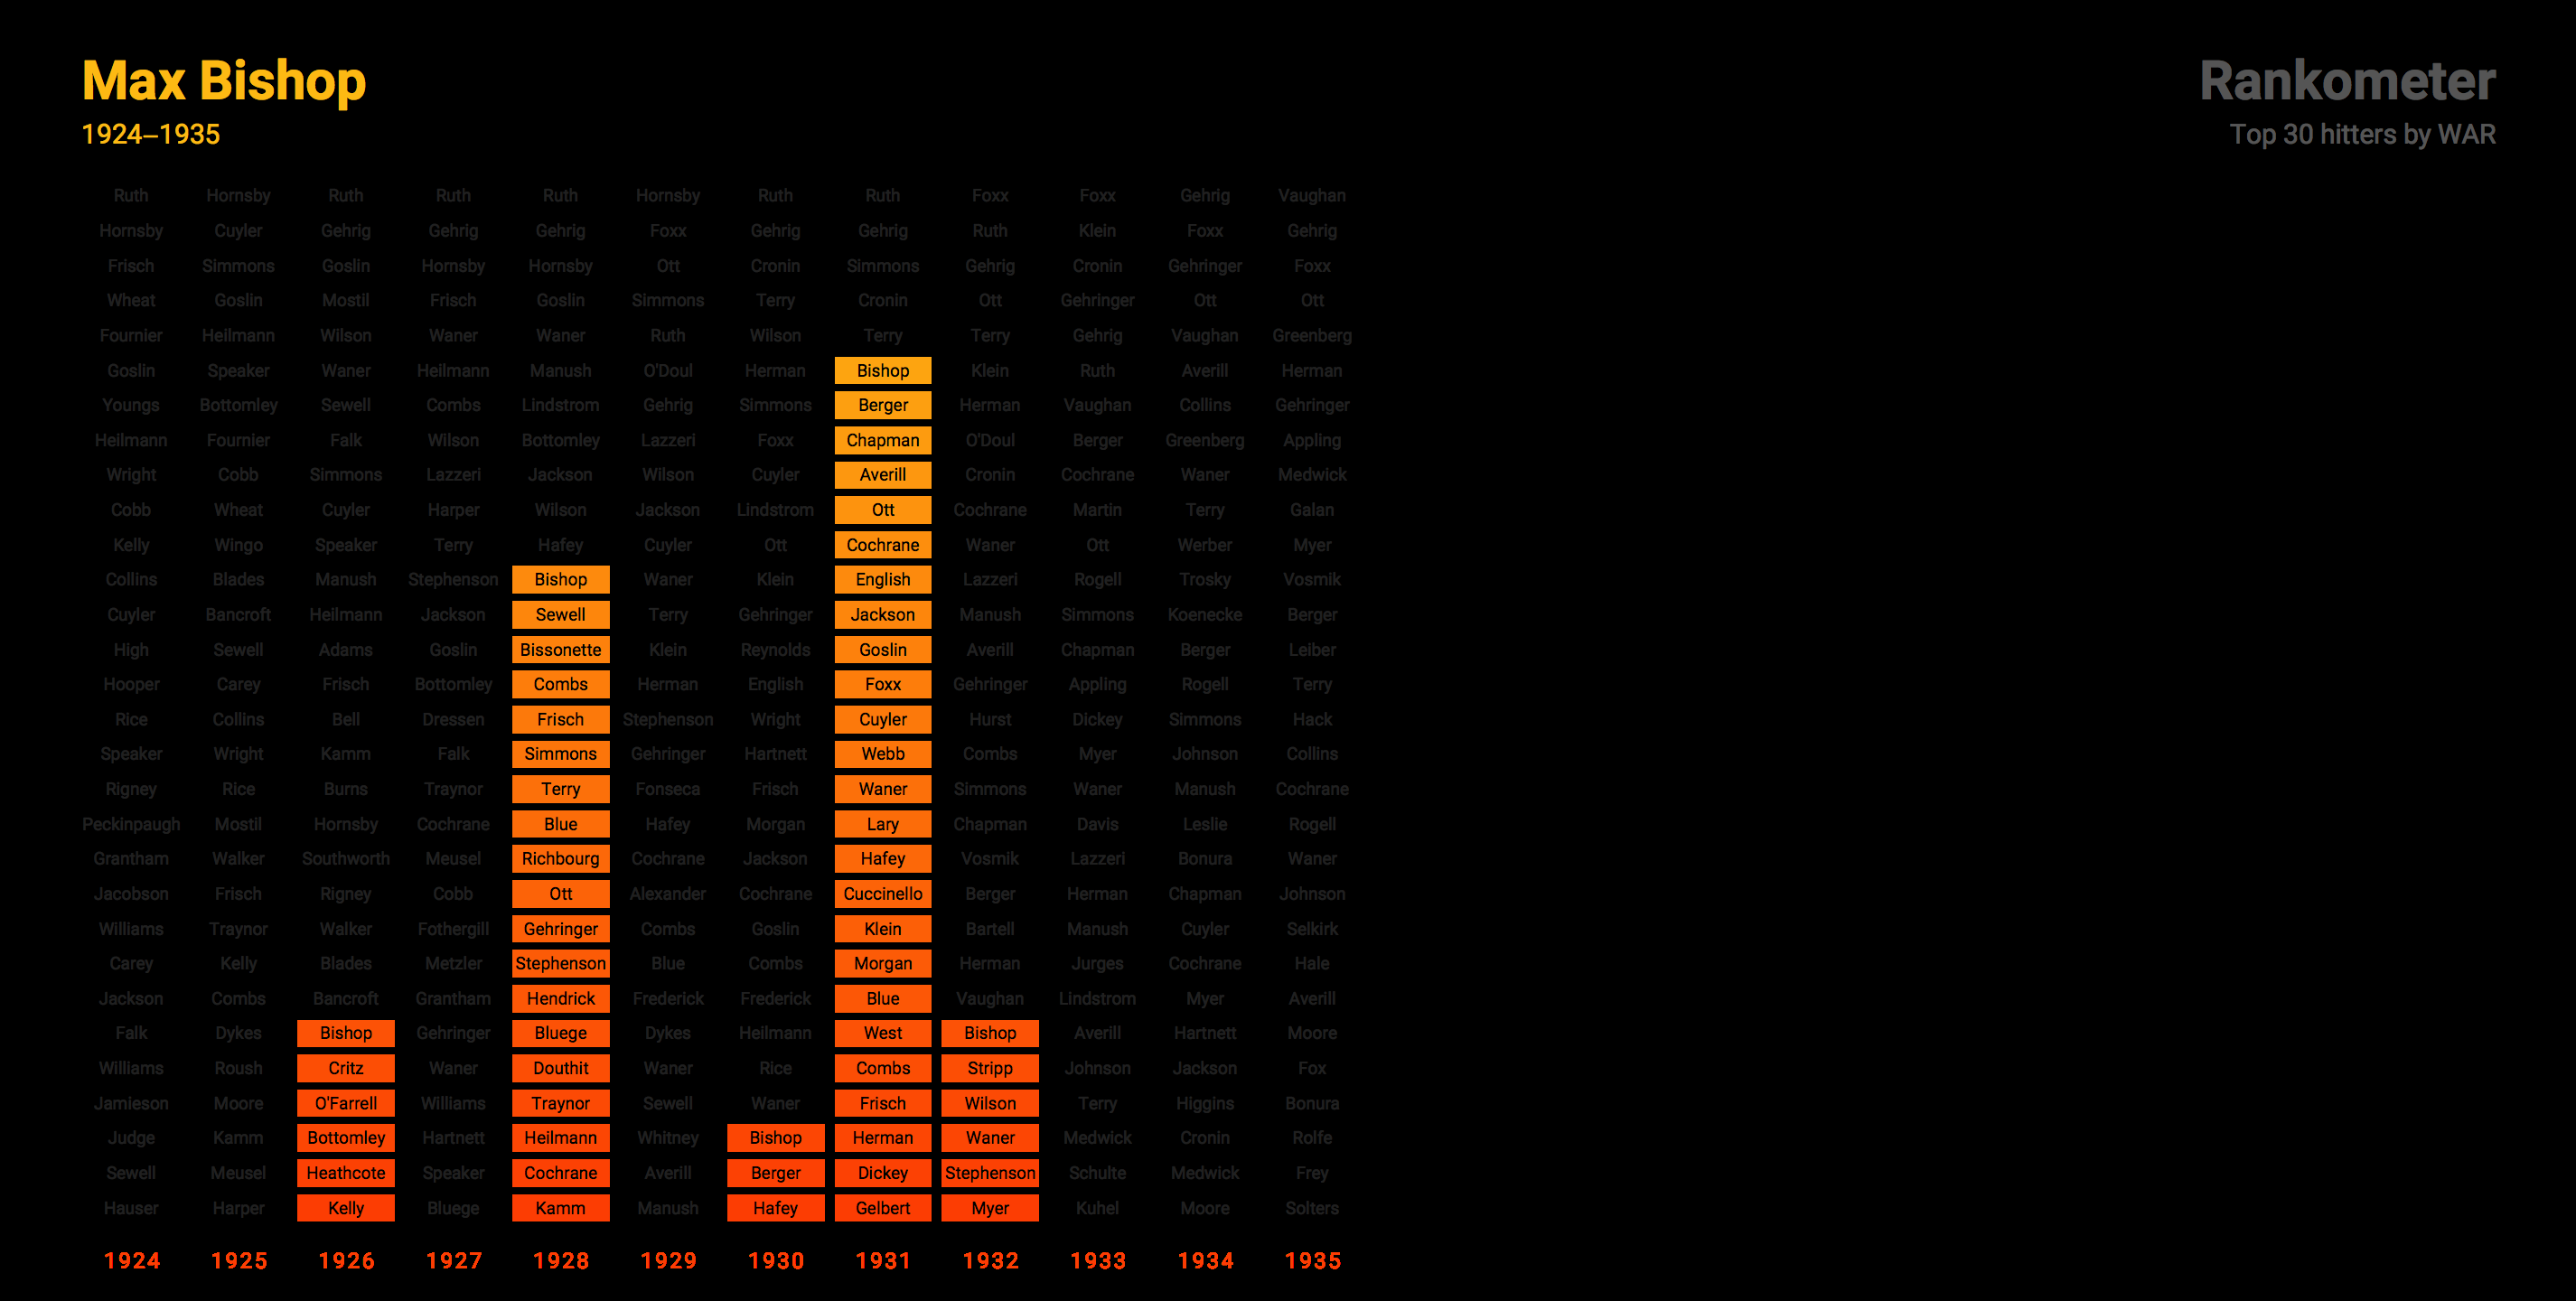 Max Bishop
1924–1935
Rankometer
Top 30 hitters by WAR
Ruth Hornsby Ruth Ruth Ruth Hornsby Ruth Ruth Foxx Foxx Gehrig Vaughan
Hornsby Cuyler Gehrig Gehrig Gehrig Foxx Gehrig Gehrig Ruth Klein Foxx Gehrig
Frisch Simmons Goslin Hornsby Hornsby Ott Cronin Simmons Gehrig Cronin Gehringer Foxx
Wheat Goslin Mostil Frisch Goslin Simmons Terry Cronin Ott Gehringer Ott Ott
Fournier Heilmann Wilson Waner Waner Ruth Wilson Terry Terry Gehrig Vaughan Greenberg
Goslin Speaker Waner Heilmann Manush O'Doul Herman Bishop Klein Ruth Averill Herman
Youngs Bottomley Sewell Combs Lindstrom Gehrig Simmons Berger Herman Vaughan Collins Gehringer
Heilmann Fournier Falk Wilson Bottomley Lazzeri Foxx Chapman O'Doul Berger Greenberg Appling
Wright Cobb Simmons Lazzeri Jackson Wilson Cuyler Averill Cronin Cochrane Waner Medwick
Cobb Wheat Cuyler Harper Wilson Jackson Lindstrom Ott Cochrane Martin Terry Galan
Kelly Wingo Speaker Terry Hafey Cuyler Ott Cochrane Waner Ott Werber Myer
Collins Blades Manush Stephenson Bishop Waner Klein English Lazzeri Rogell Trosky Vosmik
Cuyler Bancroft Heilmann Jackson Sewell Terry Gehringer Jackson Manush Simmons Koenecke Berger
High Sewell Adams Goslin Bissonette Klein Reynolds Goslin Averill Chapman Berger Leiber
Hooper Carey Frisch Bottomley Combs Herman English Foxx Gehringer Appling Rogell Terry
Rice Collins Bell Dressen Frisch Stephenson Wright Cuyler Hurst Dickey Simmons Hack
Speaker Wright Kamm Falk Simmons Gehringer Hartnett Webb Combs Myer Johnson Collins
Rigney Rice Burns Traynor Terry Fonseca Frisch Waner Simmons Waner Manush Cochrane
Peckinpaugh Mostil Hornsby Cochrane Blue Hafey Morgan Lary Chapman Davis Leslie Rogell
Grantham Walker Southworth Meusel Richbourg Cochrane Jackson Hafey Vosmik Lazzeri Bonura Waner
Jacobson Frisch Rigney Cobb Ott Alexander Cochrane Cuccinello Berger Herman Chapman Johnson
Williams Traynor Walker Fothergill Gehringer Combs Goslin Klein Bartell Manush Cuyler Selkirk
Carey Kelly Blades Metzler Stephenson Blue Combs Morgan Herman Jurges Cochrane Hale
Jackson Combs Bancroft Grantham Hendrick Frederick Frederick Blue Vaughan Lindstrom Myer Averill
Falk Dykes Bishop Gehringer Bluege Dykes Heilmann West Bishop Averill Hartnett Moore
Williams Roush Critz Waner Douthit Waner Rice Combs Stripp Johnson Jackson Fox
Jamieson Moore O'Farrell Williams Traynor Sewell Waner Frisch Wilson Terry Higgins Bonura
Judge Kamm Bottomley Hartnett Heilmann Whitney Bishop Herman Waner Medwick Cronin Rolfe
Sewell Meusel Heathcote Speaker Cochrane Averill Berger Dickey Stephenson Schulte Medwick Frey
Hauser Harper Kelly Bluege Kamm Manush Hafey Gelbert Myer Kuhel Moore Solters
1924 1925 1926 1927 1928 1929 1930 1931 1932 1933 1934 1935